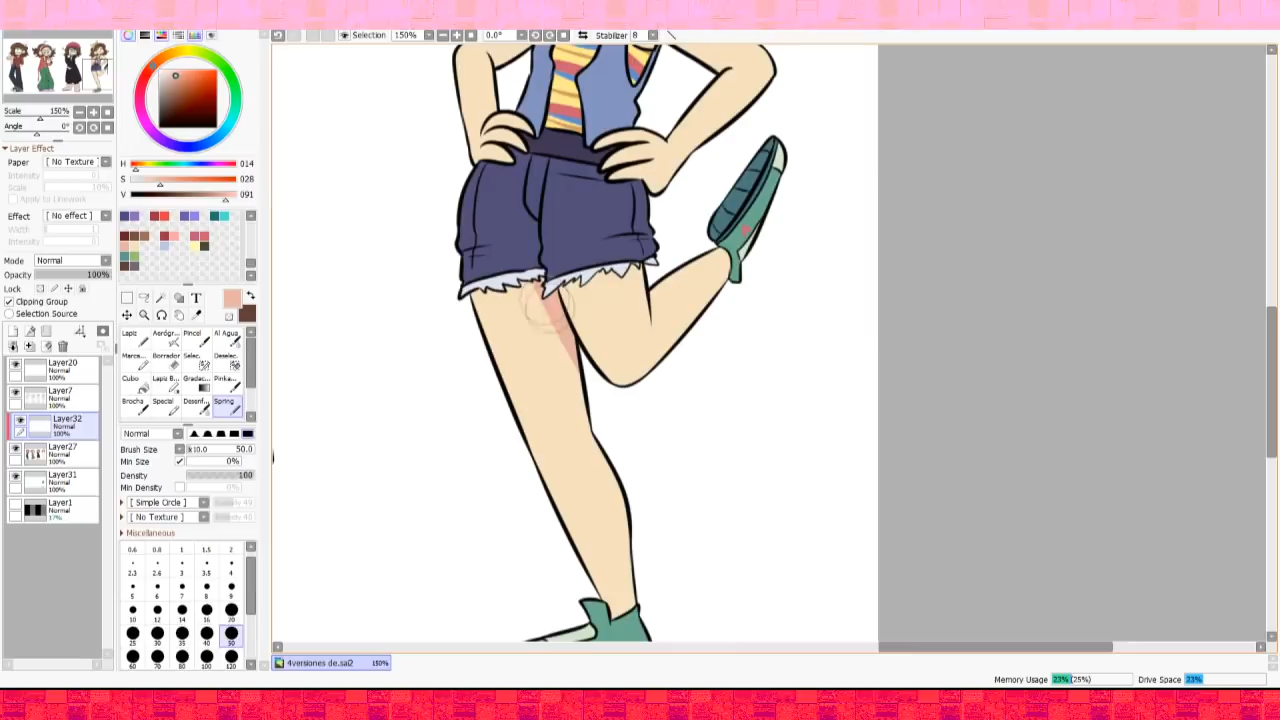 Selection 150% 0.0° Stabilizer 8
Scale 150%
Angle 0°
Layer Effect
Paper [ No Texture ]
Intensity
Scale 10%
Apply to Linework
Effect [ No effect ]
Width 1
Intensity
Mode Normal
Opacity 100%
Lock
Clipping Group
Selection Source
Layer20
Normal
100%
Layer7
Normal
100%
Layer32
Normal
100%
Layer27
Normal
100%
Layer31
Normal
100%
Layer1
Normal
17%
H 014
S 028
V 091
T
Lapiz Aerógr... Pincel Al Agua
Marca... Borrador Selec. Deselec.
Cubo Lapiz B... Gradac... Pinka...
Brocha Special Desenf... Spring
Normal
Brush Size x10.0 50.0
Min Size 0%
Density 100
Min Density 0%
[ Simple Circle ]
[ No Texture ]
Miscellaneous
0.6 0.8 1 1.5 2
2.3 2.6 3 3.5 4
5 6 7 8 9
10 12 14 16 20
25 30 35 40 50
60 70 80 100 120
4versiones de.sai2 150%
Memory Usage 23% (25%) Drive Space 23%